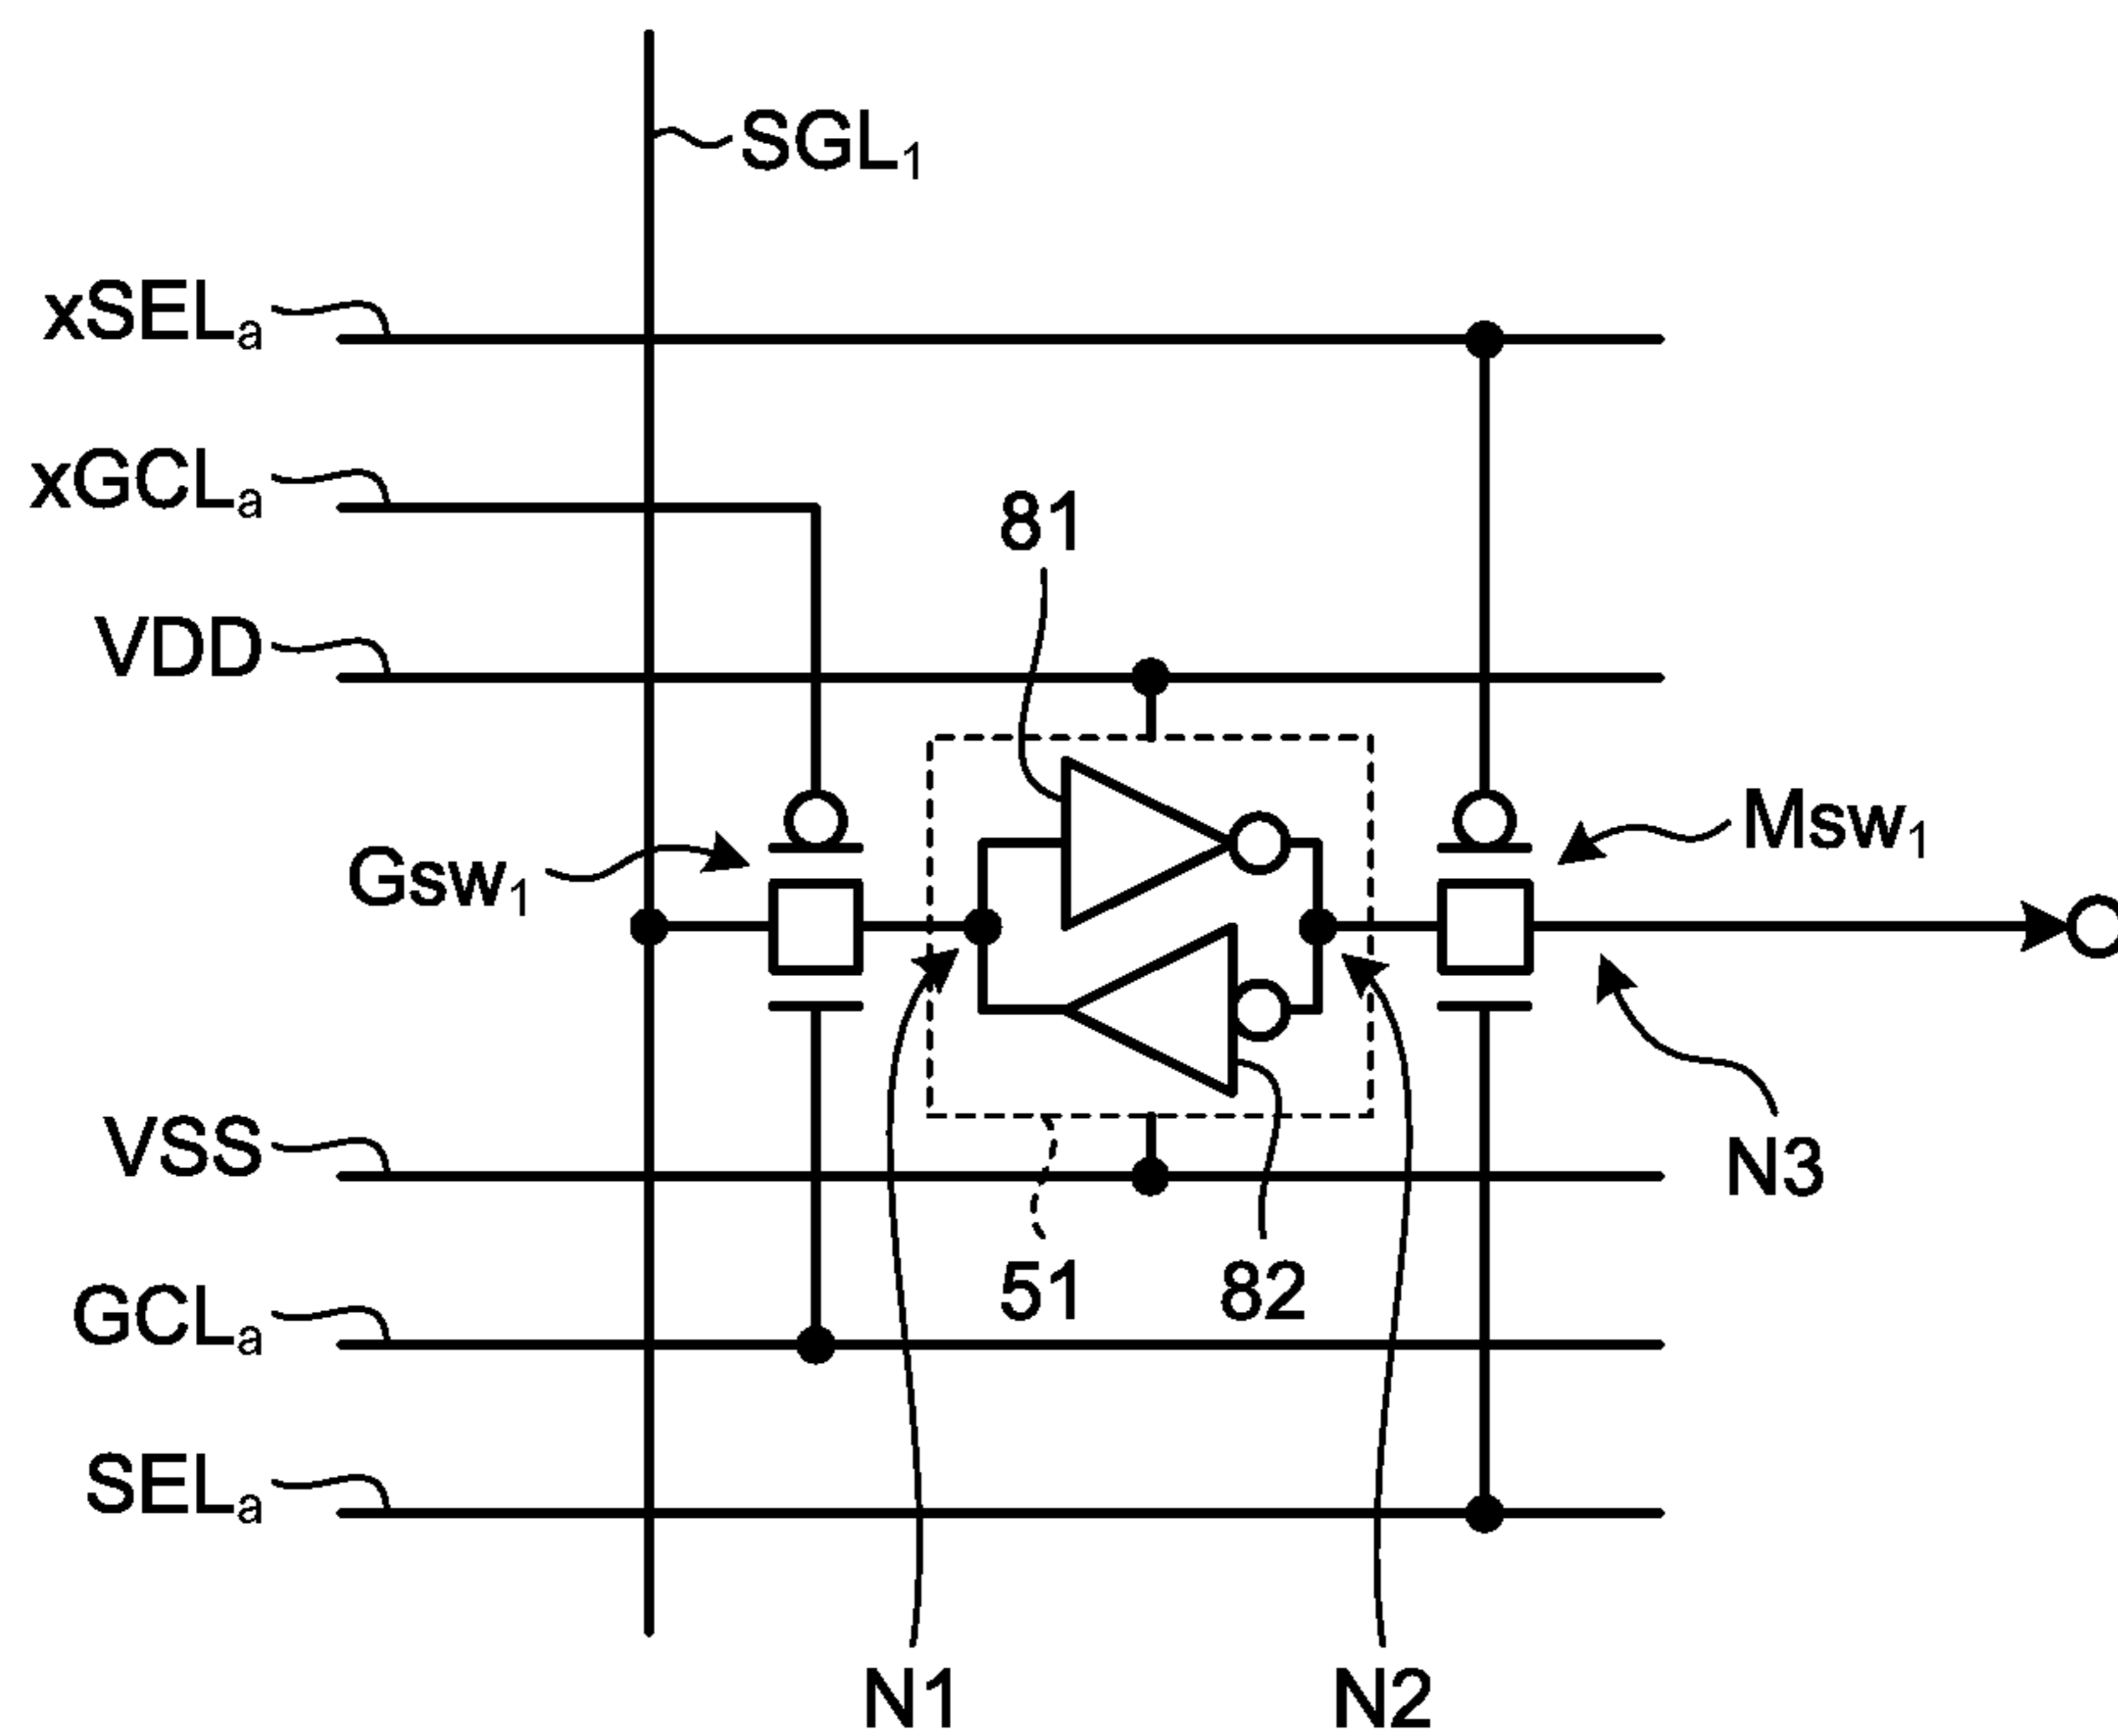 SGL₁
xSELₐ
xGCLₐ
81
VDD
Msw₁
Gsw₁
VSS
N3
51
82
GCLₐ
SELₐ
N1
N2